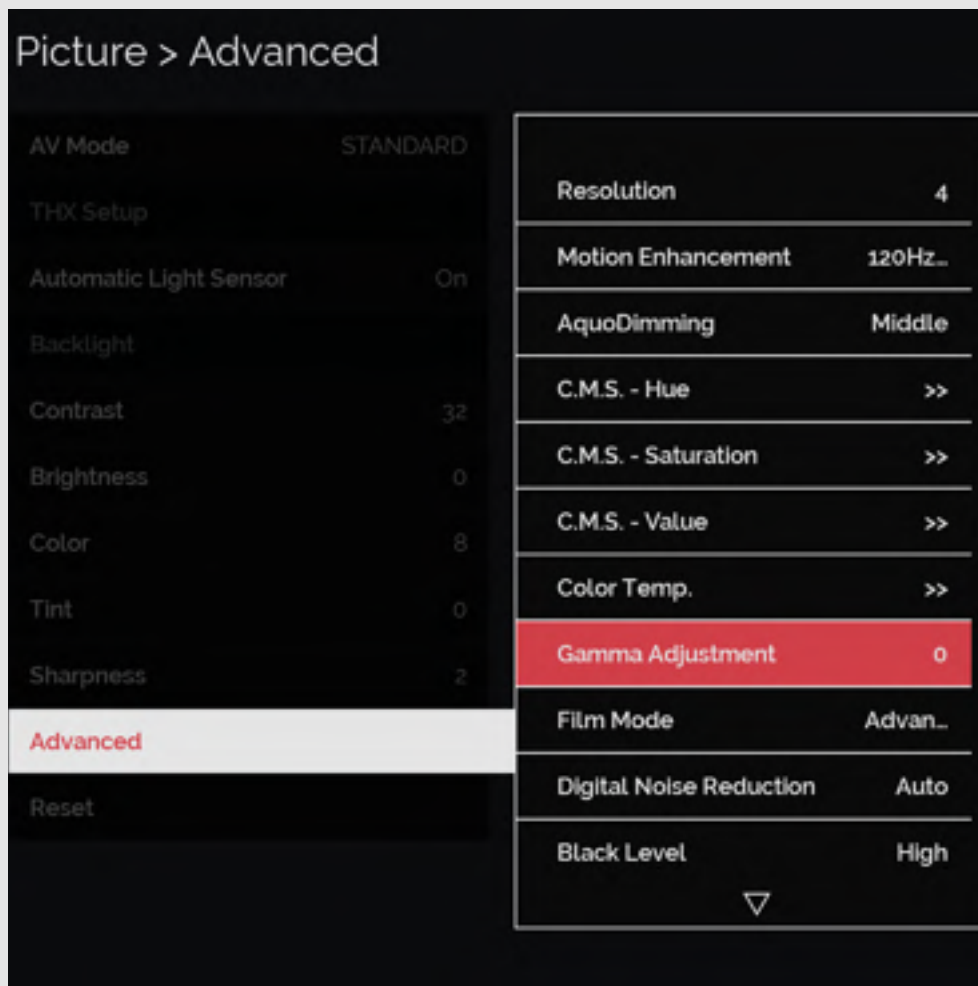 Picture > Advanced
AV Mode STANDARD
THX Setup
Automatic Light Sensor On
Backlight
Contrast 32
Brightness 0
Color 8
Tint 0
Sharpness 2
Advanced
Reset
Resolution 4
Motion Enhancement 120Hz...
AquoDimming Middle
C.M.S. - Hue >>
C.M.S. - Saturation >>
C.M.S. - Value >>
Color Temp. >>
Gamma Adjustment 0
Film Mode Advan...
Digital Noise Reduction Auto
Black Level High